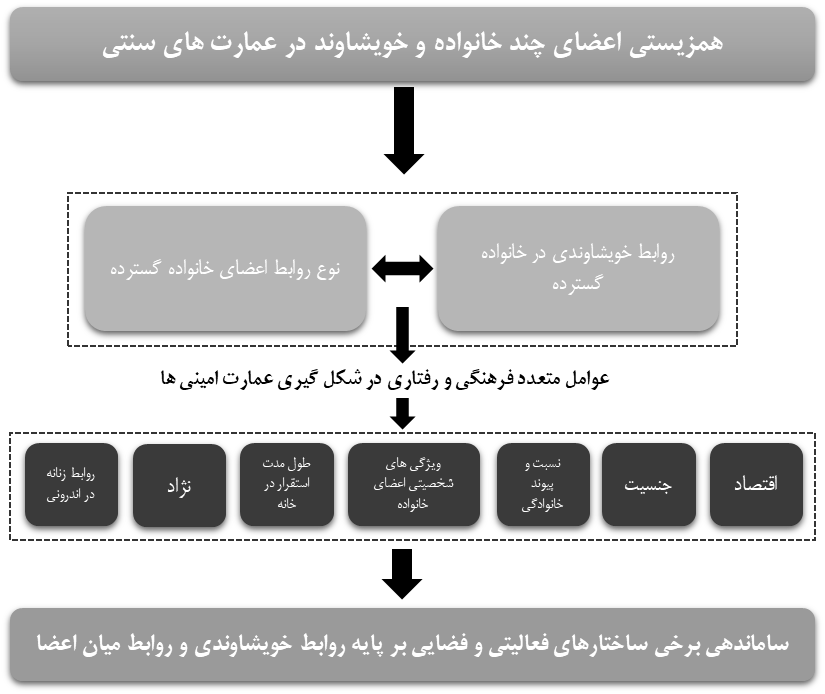 همزیستی اعضای چند خانواده و خویشاوند در عمارت های سنتی
روابط خویشاوندی در خانواده
گسترده
نوع روابط اعضای خانواده گسترده
عوامل متعدد فرهنگی و رفتاری در شکل گیری عمارت امینی ها
اقتصاد
جنسیت
نسبت و
پیوند
خانوادگی
ویژگی های
شخصیتی اعضای
خانواده
طول مدت
استقرار در
خانه
نژاد
روابط زنانه
در اندرونی
ساماندهی برخی ساختارهای فعالیتی و فضایی بر پایه روابط خویشاوندی و روابط میان اعضا